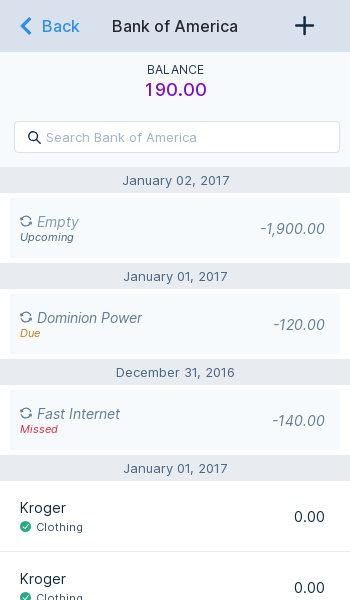 Back
Bank of America
BALANCE
190.00
Search Bank of America
January 02, 2017
Empty
-1,900.00
Upcoming
January 01, 2017
Dominion Power
-120.00
Due
December 31, 2016
Fast Internet
-140.00
Missed
January 01, 2017
Kroger
0.00
Clothing
Kroger
0.00
Clothing